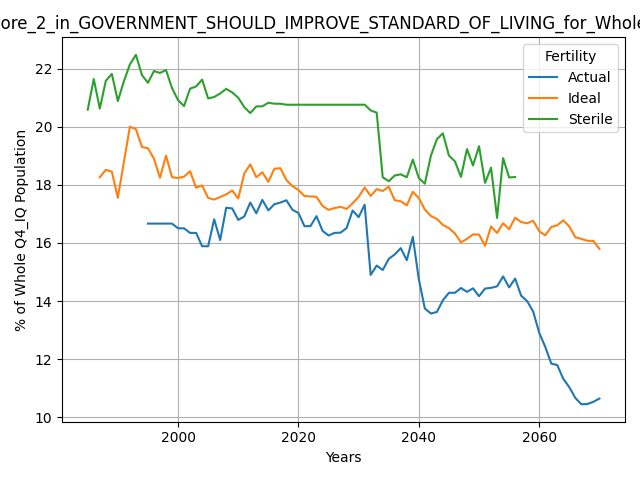 ore_2_in_GOVERNMENT_SHOULD_IMPROVE_STANDARD_OF_LIVING_for_Whole
Fertility
Actual
Ideal
Sterile
% of Whole Q4_IQ Population
22
20
18
16
14
12
10
2000
2020
2040
2060
Years